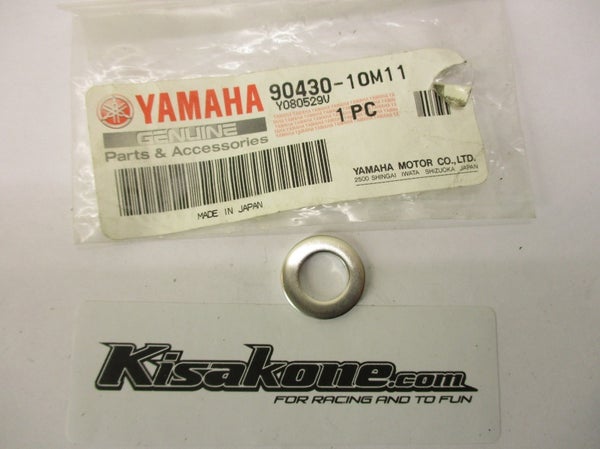 YAMAHA
GENUINE
Parts & Accessories
90430-10M11
Y080529V
1 PC
MADE IN JAPAN
YAMAHA MOTOR CO., LTD.
2500 SHINGAI IWATA SHIZUOKA JAPAN
Kisakone.com
FOR RACING AND TO FUN